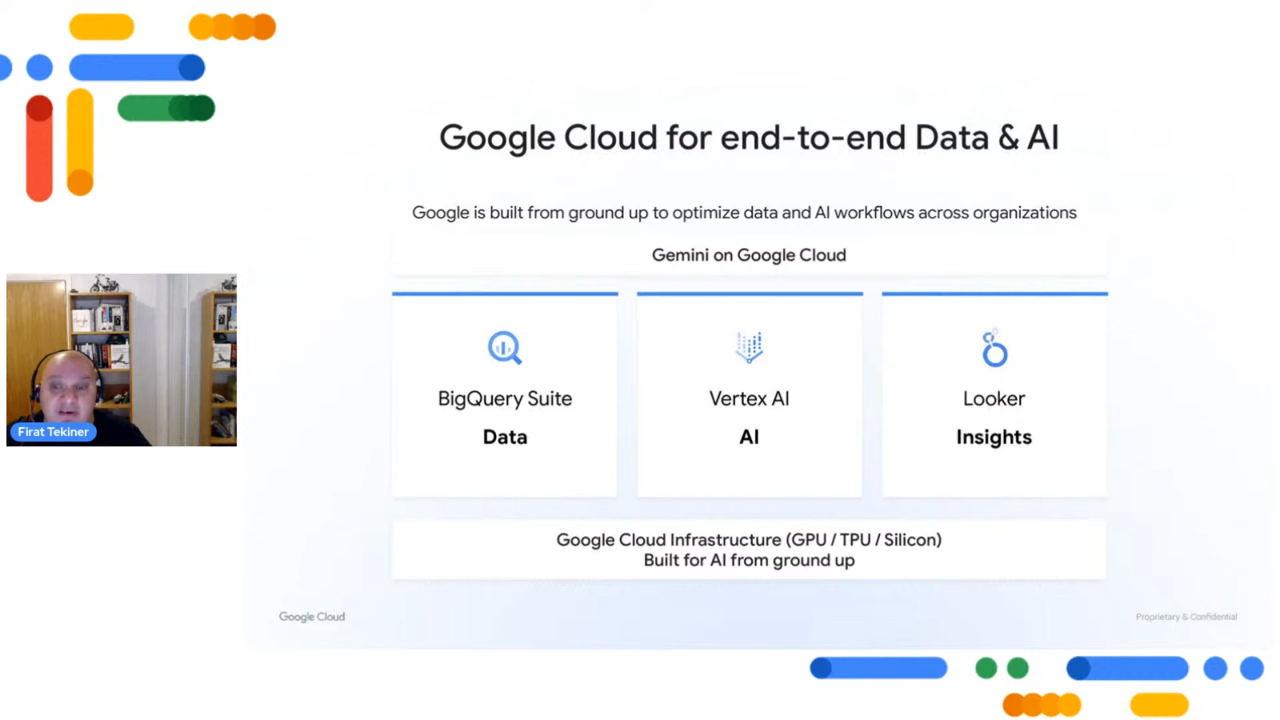 Google Cloud for end-to-end Data & AI
Google is built from ground up to optimize data and AI workflows across organizations
Gemini on Google Cloud
BigQuery Suite
Data
Vertex AI
AI
Looker
Insights
Google Cloud Infrastructure (GPU / TPU / Silicon)
Built for AI from ground up
Firat Tekiner
Google Cloud
Proprietary & Confidential